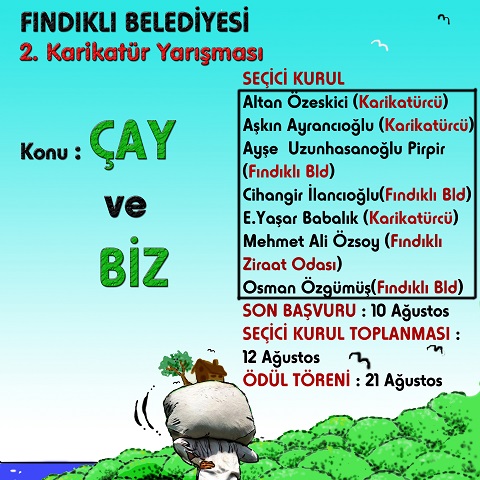 FINDIKLI BELEDİYESİ
2. Karikatür Yarışması
Konu : ÇAY
ve
BİZ
SEÇİCİ KURUL
Altan Özeskici (Karikatürcü)
Aşkın Ayrancıoğlu (Karikatürcü)
Ayşe Uzunhasanoğlu Pirpir
(Fındıklı Bld)
Cihangir İlancıoğlu(Fındıklı Bld)
E.Yaşar Babalık (Karikatürcü)
Mehmet Ali Özsoy (Fındıklı
Ziraat Odası)
Osman Özgümüş(Fındıklı Bld)
SON BAŞVURU : 10 Ağustos
SEÇİCİ KURUL TOPLANMASI :
12 Ağustos
ÖDÜL TÖRENİ : 21 Ağustos